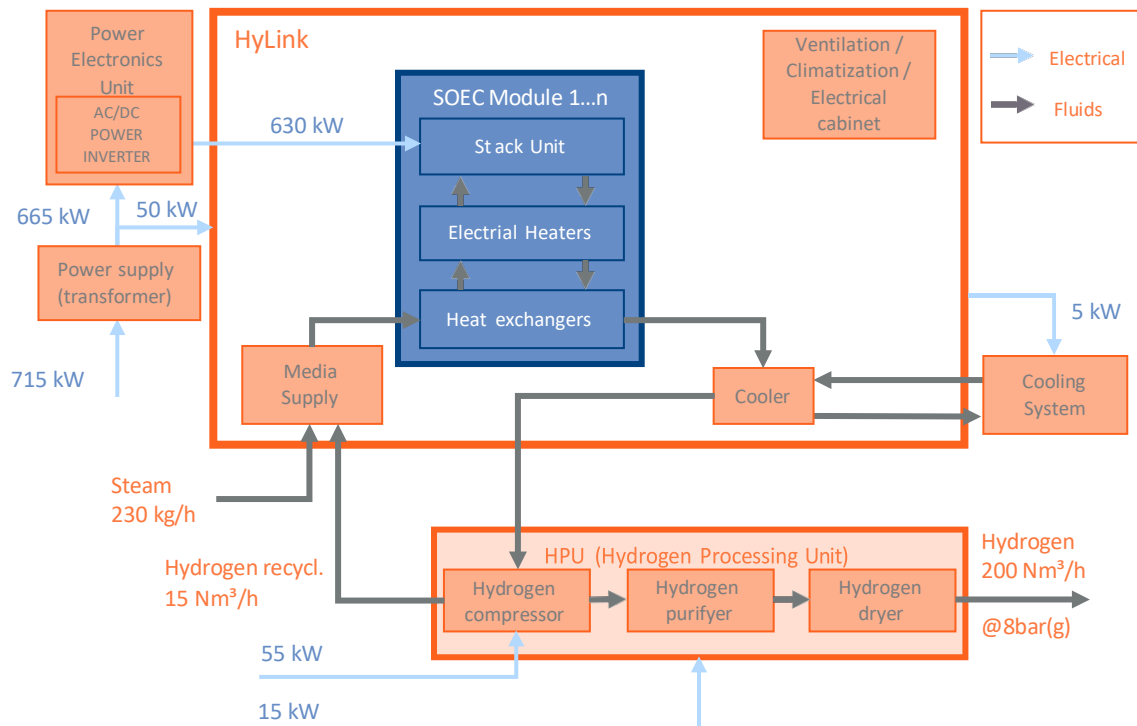 Power
Electronics
Unit
AC/DC
POWER
INVERTER
665 kW
50 kW
Power supply
(transformer)
715 kW
630 kW
HyLink
SOEC Module 1...n
Stack Unit
Electrial Heaters
Heat exchangers
Ventilation /
Climatization /
Electrical
cabinet
Electrical
Fluids
Media
Supply
Cooler
5 kW
Cooling
System
Steam
230 kg/h
Hydrogen recycl.
15 Nm³/h
HPU (Hydrogen Processing Unit)
Hydrogen
compressor
Hydrogen
purifyer
Hydrogen
dryer
Hydrogen
200 Nm³/h
@8bar(g)
55 kW
15 kW